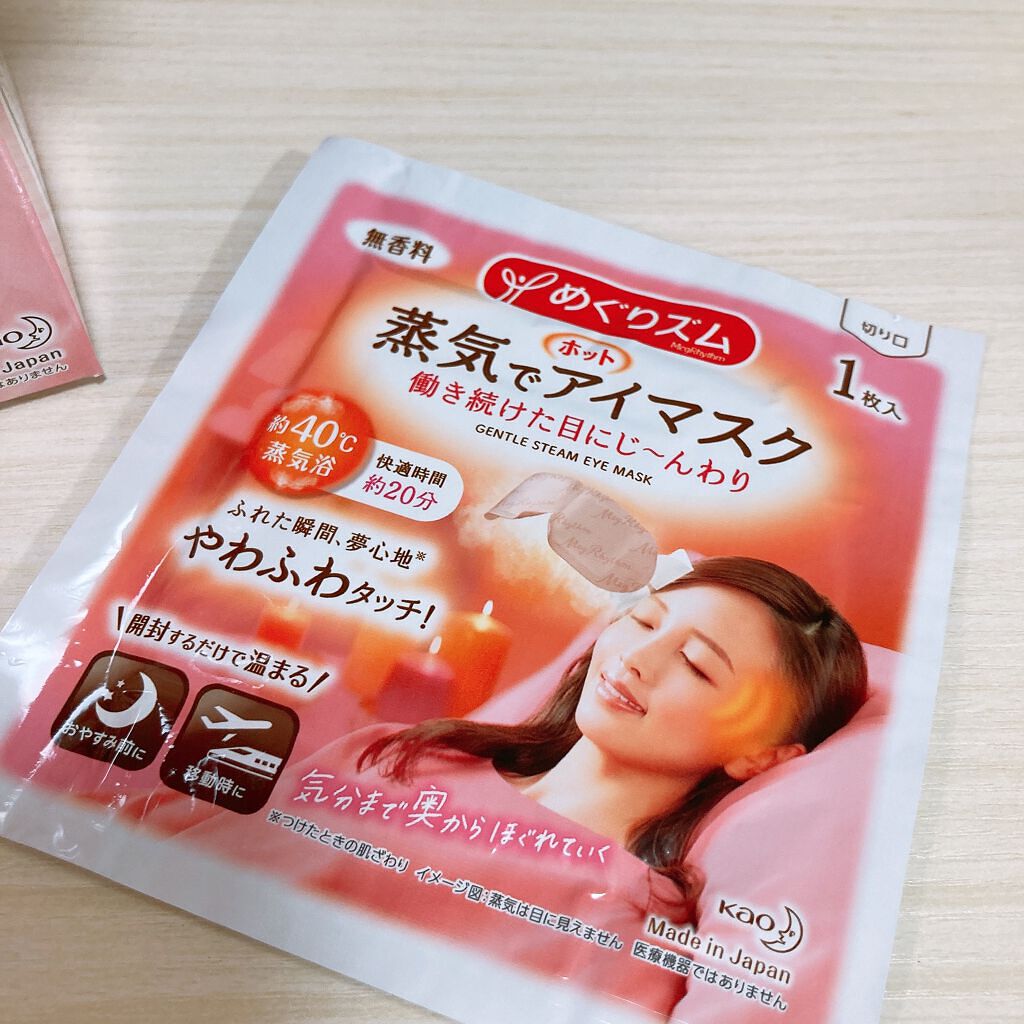 無香料
めぐりズム
MegRhythm
切り口
蒸気でホットアイマスク
1枚入
働き続けた目にじ〜んわり
GENTLE STEAM EYE MASK
約40℃
蒸気浴
快適時間
約20分
ふれた瞬間、夢心地※
やわふわタッチ!
\開封するだけで温まる/
おやすみ前に
移動時に
MegRhythm
気分まで奥からほぐれていく
※つけたときの肌ざわり イメージ図:蒸気は目に見えません 医療機器ではありません
Kao
Made in Japan
Japan
はありません